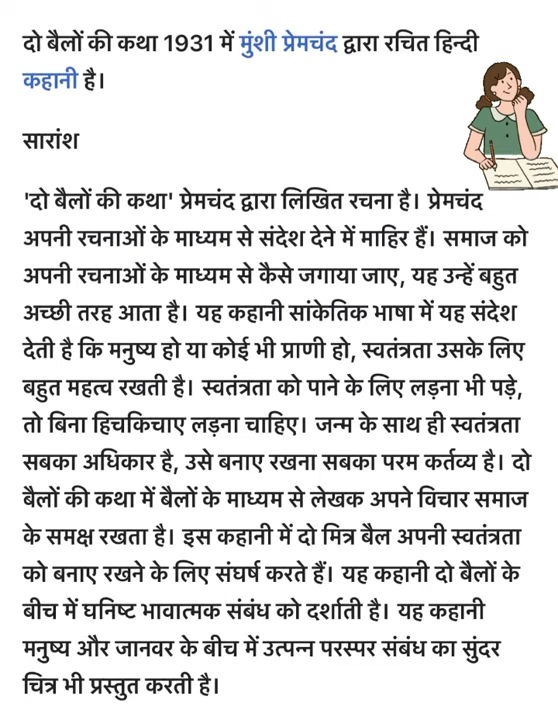 दो बैलों की कथा 1931 में मुंशी प्रेमचंद द्वारा रचित हिन्दी
कहानी है।
सारांश
'दो बैलों की कथा' प्रेमचंद द्वारा लिखित रचना है। प्रेमचंद
अपनी रचनाओं के माध्यम से संदेश देने में माहिर हैं। समाज को
अपनी रचनाओं के माध्यम से कैसे जगाया जाए, यह उन्हें बहुत
अच्छी तरह आता है। यह कहानी सांकेतिक भाषा में यह संदेश
देती है कि मनुष्य हो या कोई भी प्राणी हो, स्वतंत्रता उसके लिए
बहुत महत्व रखती है। स्वतंत्रता को पाने के लिए लड़ना भी पड़े,
तो बिना हिचकिचाए लड़ना चाहिए। जन्म के साथ ही स्वतंत्रता
सबका अधिकार है, उसे बनाए रखना सबका परम कर्तव्य है। दो
बैलों की कथा में बैलों के माध्यम से लेखक अपने विचार समाज
के समक्ष रखता है। इस कहानी में दो मित्र बैल अपनी स्वतंत्रता
को बनाए रखने के लिए संघर्ष करते हैं। यह कहानी दो बैलों के
बीच में घनिष्ट भावात्मक संबंध को दर्शाती है। यह कहानी
मनुष्य और जानवर के बीच में उत्पन्न परस्पर संबंध का सुंदर
चित्र भी प्रस्तुत करती है।